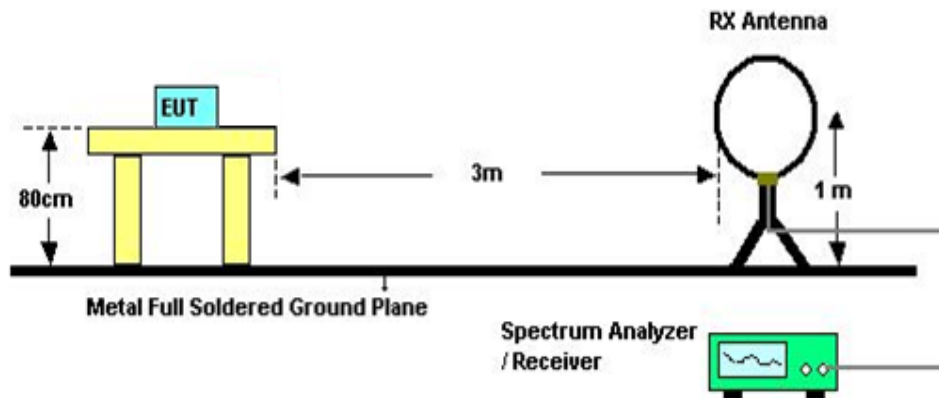 RX Antenna
EUT
3m
80cm
1 m
Metal Full Soldered Ground Plane
Spectrum Analyzer
/ Receiver